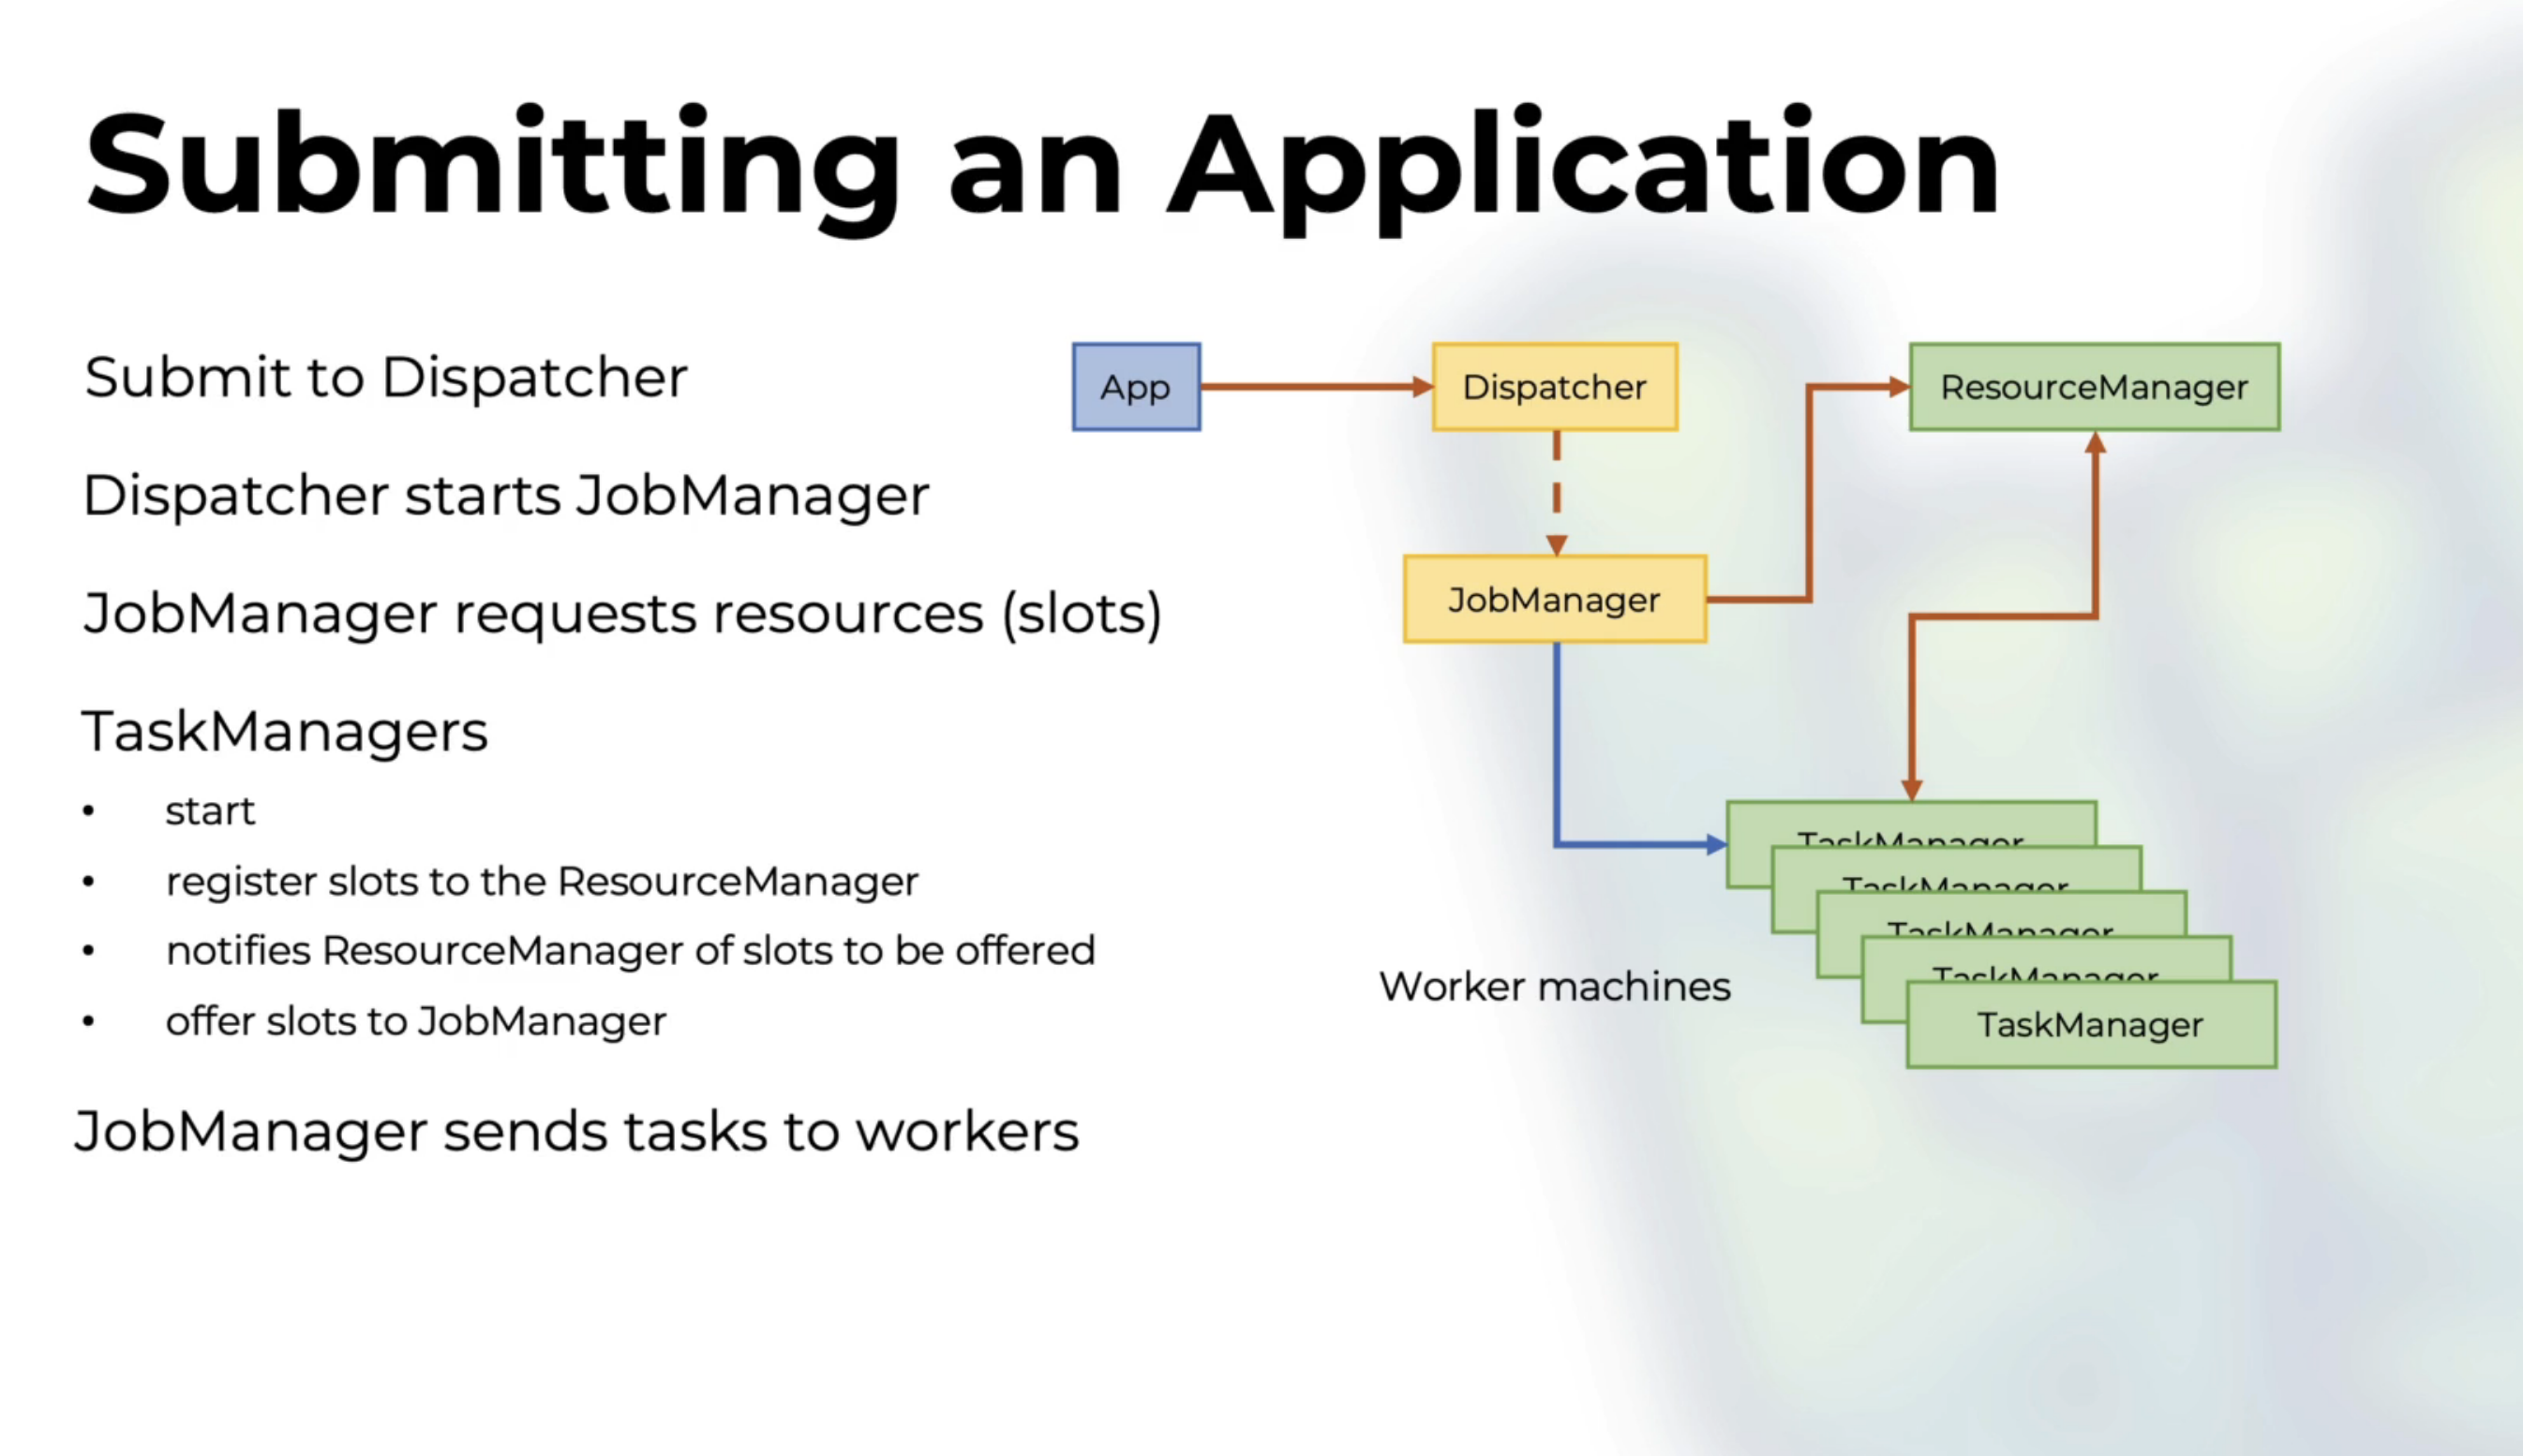 Submitting an Application
Submit to Dispatcher
Dispatcher starts JobManager
JobManager requests resources (slots)
TaskManagers
• start
• register slots to the ResourceManager
• notifies ResourceManager of slots to be offered
• offer slots to JobManager
JobManager sends tasks to workers
App
Dispatcher
ResourceManager
JobManager
TaskManager
TaskManager
TaskManager
TaskManager
Worker machines
TaskManager